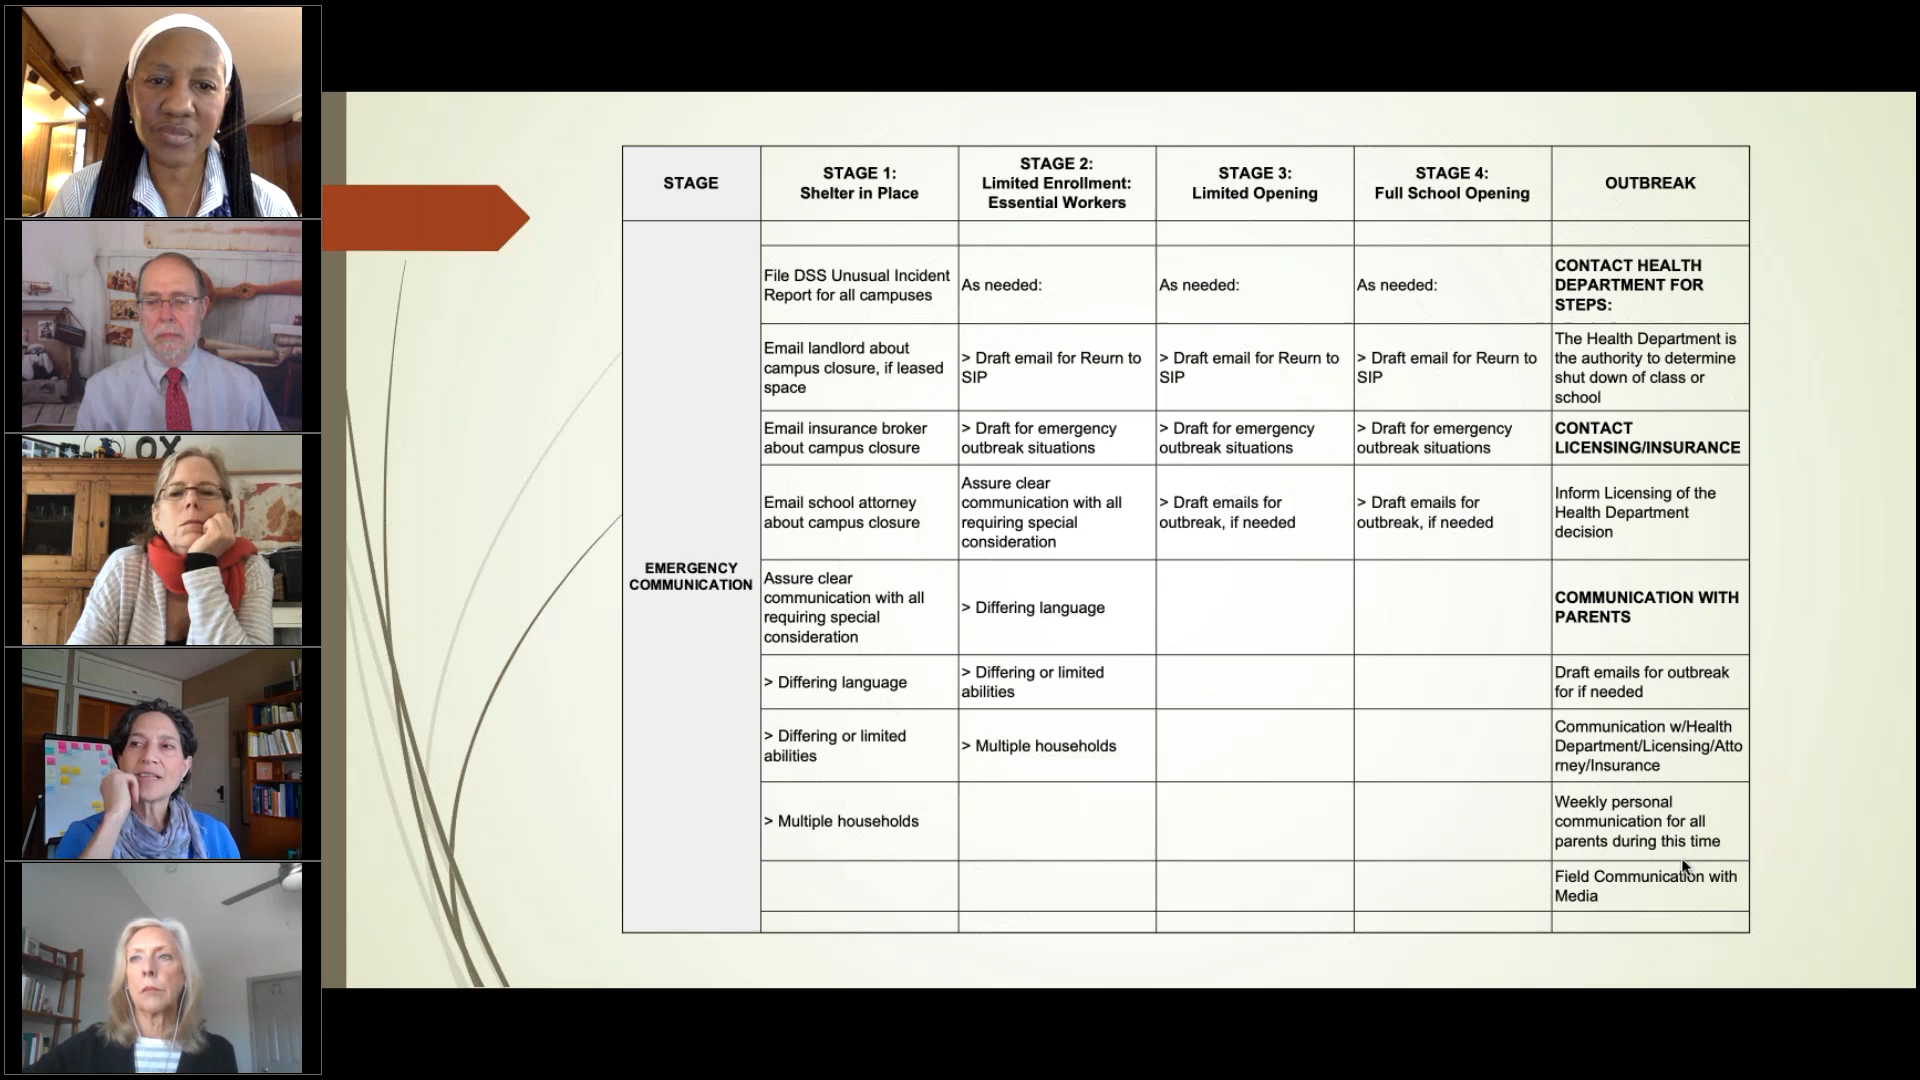 OX
STAGE
STAGE 1:
Shelter in Place
STAGE 2:
Limited Enrollment:
Essential Workers
STAGE 3:
Limited Opening
STAGE 4:
Full School Opening
OUTBREAK
EMERGENCY
COMMUNICATION
File DSS Unusual Incident
Report for all campuses
As needed:
As needed:
As needed:
CONTACT HEALTH
DEPARTMENT FOR
STEPS:
Email landlord about
campus closure, if leased
space
> Draft email for Reurn to
SIP
> Draft email for Reurn to
SIP
> Draft email for Reurn to
SIP
The Health Department is
the authority to determine
shut down of class or
school
Email insurance broker
about campus closure
> Draft for emergency
outbreak situations
> Draft for emergency
outbreak situations
> Draft for emergency
outbreak situations
CONTACT
LICENSING/INSURANCE
Email school attorney
about campus closure
Assure clear
communication with all
requiring special
consideration
> Draft emails for
outbreak, if needed
> Draft emails for
outbreak, if needed
Inform Licensing of the
Health Department
decision
Assure clear
communication with all
requiring special
consideration
> Differing language
COMMUNICATION WITH
PARENTS
> Differing language
> Differing or limited
abilities
Draft emails for outbreak
for if needed
> Differing or limited
abilities
> Multiple households
Communication w/Health
Department/Licensing/Atto
rney/Insurance
> Multiple households
Weekly personal
communication for all
parents during this time
Field Communication with
Media